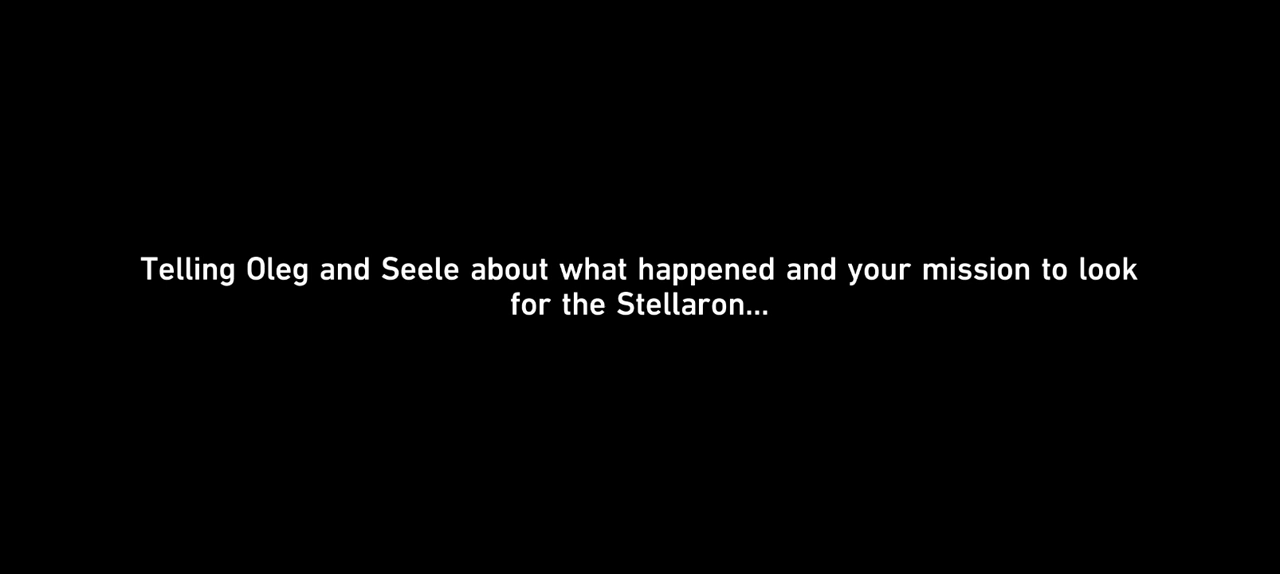 Telling Oleg and Seele about what happened and your mission to look
for the Stellaron...